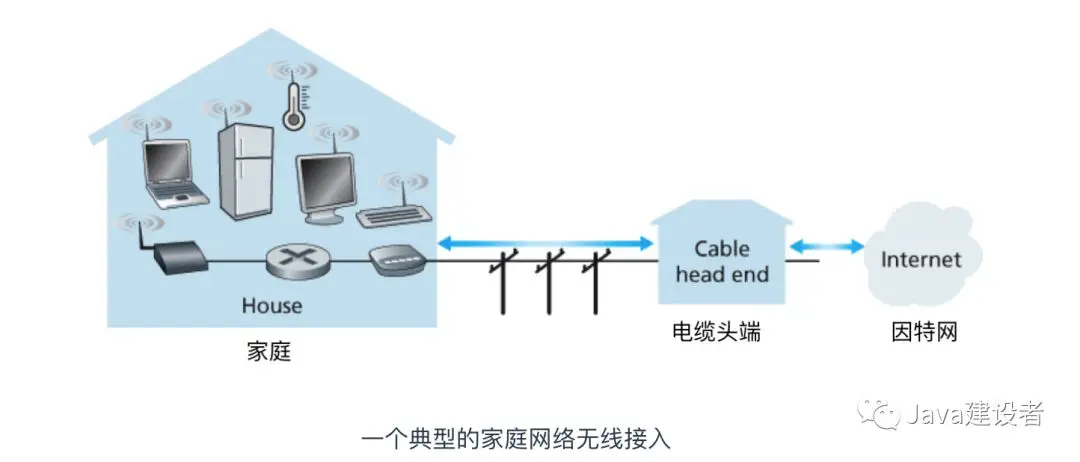 House
家庭
Cable
head end
电缆头端
Internet
因特网
Java建设者
一个典型的家庭网络无线接入